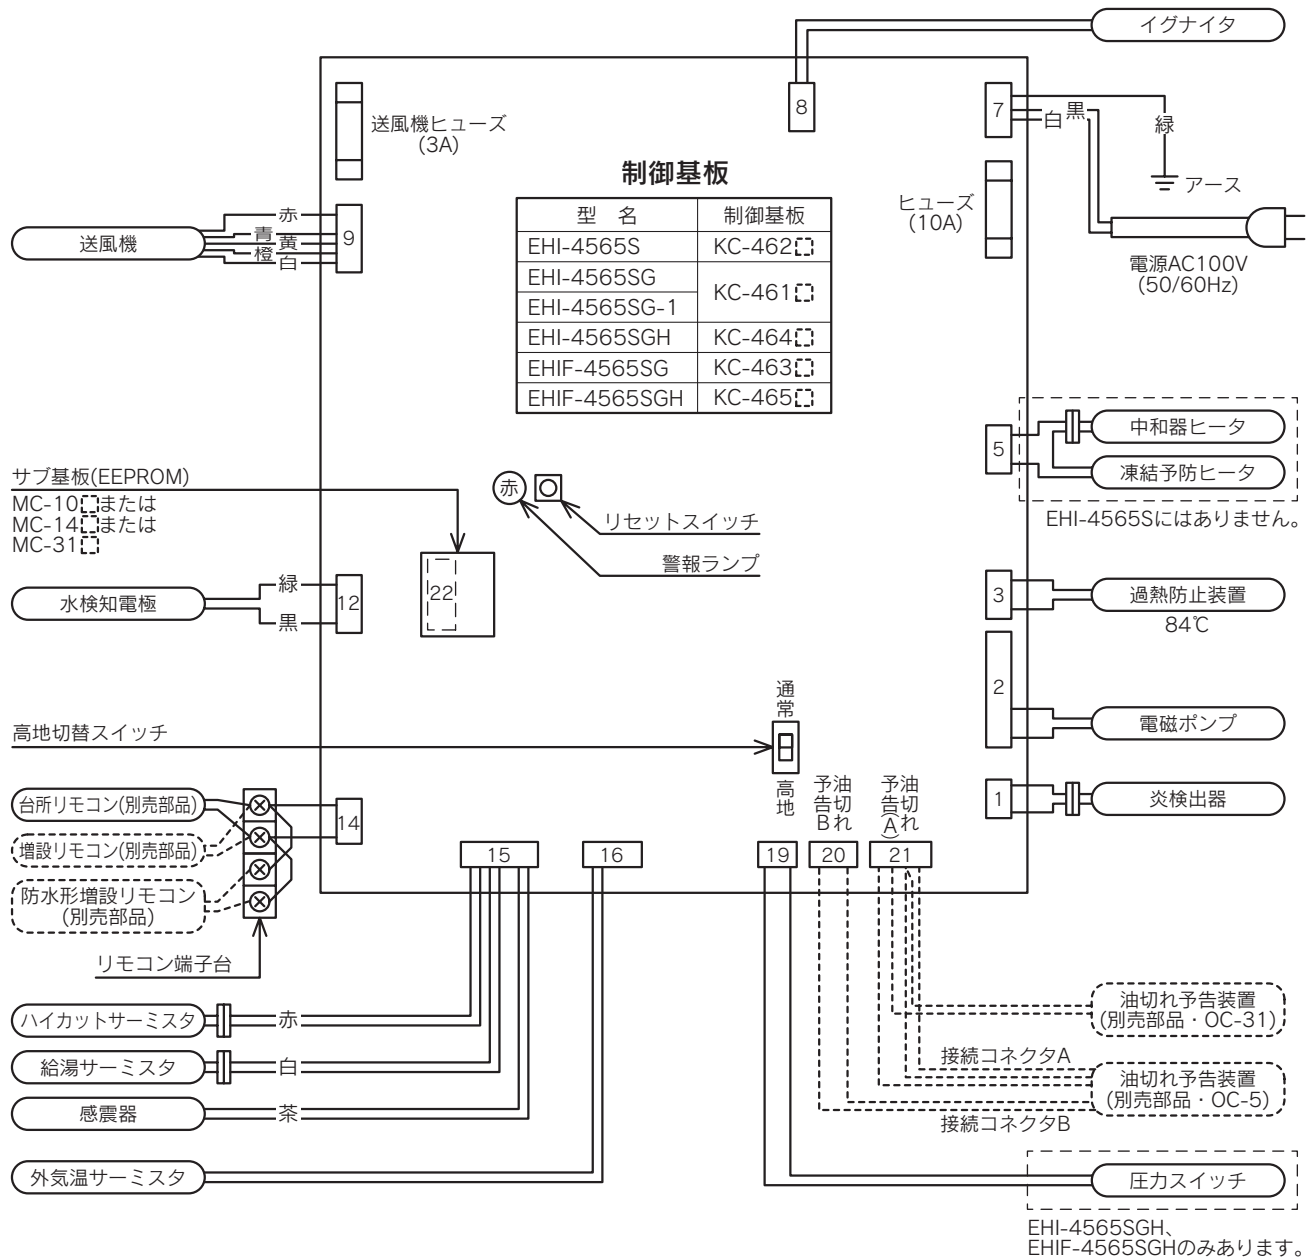 イグナイタ
8
7
黒
白
緑
アース
送風機ヒューズ
(3A)
制御基板
型　名
制御基板
EHI-4565S
KC-462
EHI-4565SG
KC-461
EHI-4565SG-1
EHI-4565SGH
KC-464
EHIF-4565SG
KC-463
EHIF-4565SGH
KC-465
ヒューズ
(10A)
電源AC100V
(50/60Hz)
送風機
赤
青
黄
橙
白
9
5
中和器ヒータ
凍結予防ヒータ
EHI-4565Sにはありません。
サブ基板(EEPROM)
MC-10または
MC-14または
MC-31
赤
リセットスイッチ
警報ランプ
22
水検知電極
緑
黒
12
3
過熱防止装置
84℃
2
電磁ポンプ
高地切替スイッチ
通常
高地
1
炎検出器
台所リモコン(別売部品)
増設リモコン(別売部品)
防水形増設リモコン
(別売部品)
リモコン端子台
14
15
16
19
油切れ
予告B
20
油切れ
予告(A)
21
ハイカットサーミスタ
赤
給湯サーミスタ
白
感震器
茶
外気温サーミスタ
油切れ予告装置
(別売部品・OC-31)
接続コネクタA
油切れ予告装置
(別売部品・OC-5)
接続コネクタB
圧力スイッチ
EHI-4565SGH、
EHIF-4565SGHのみあります。